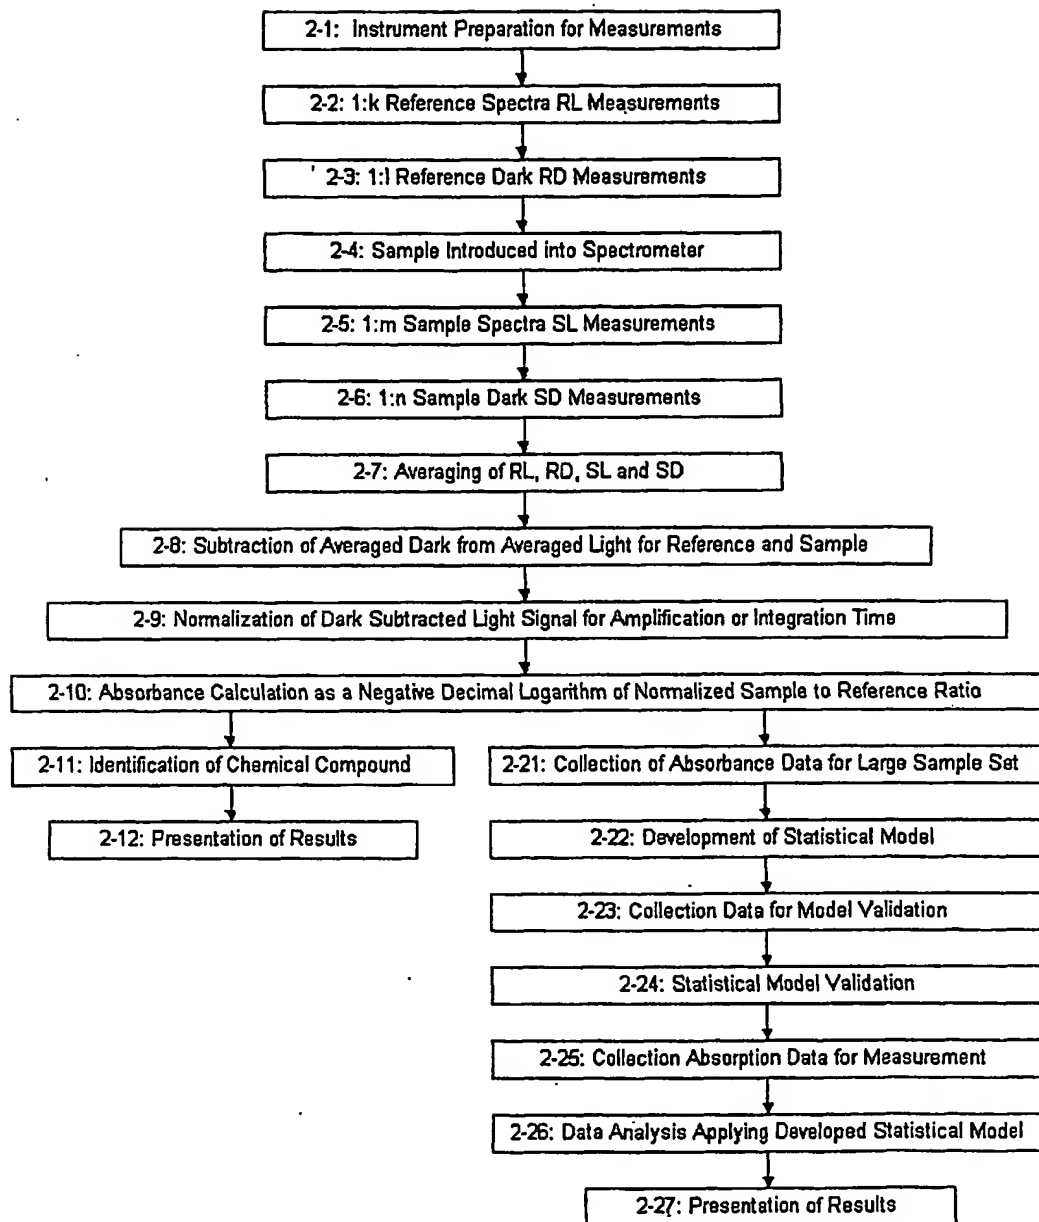 2-1: Instrument Preparation for Measurements
2-2: 1:k Reference Spectra RL Measurements
2-3: 1:l Reference Dark RD Measurements
2-4: Sample Introduced into Spectrometer
2-5: 1:m Sample Spectra SL Measurements
2-6: 1:n Sample Dark SD Measurements
2-7: Averaging of RL, RD, SL and SD
2-8: Subtraction of Averaged Dark from Averaged Light for Reference and Sample
2-9: Normalization of Dark Subtracted Light Signal for Amplification or Integration Time
2-10: Absorbance Calculation as a Negative Decimal Logarithm of Normalized Sample to Reference Ratio
2-11: Identification of Chemical Compound
2-12: Presentation of Results
2-21: Collection of Absorbance Data for Large Sample Set
2-22: Development of Statistical Model
2-23: Collection Data for Model Validation
2-24: Statistical Model Validation
2-25: Collection Absorption Data for Measurement
2-26: Data Analysis Applying Developed Statistical Model
2-27: Presentation of Results